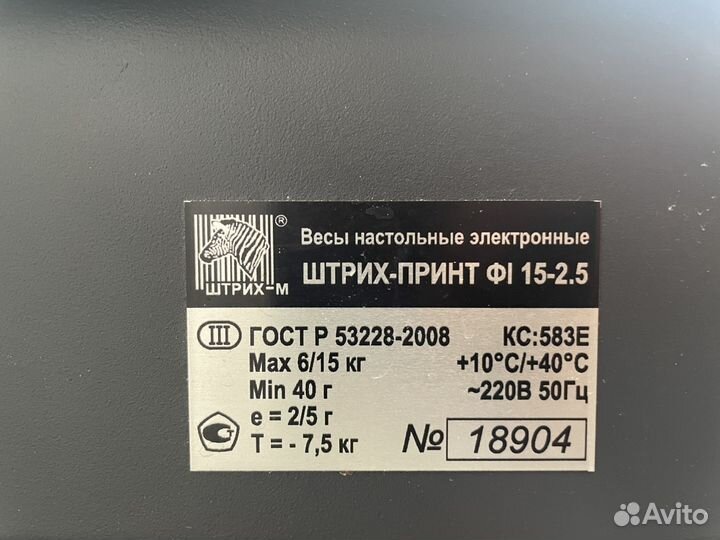 ®
ШТРИХ-М
Весы настольные электронные
ШТРИХ-ПРИНТ ФI 15-2.5
III ГОСТ Р 53228-2008 КС:583Е
Max 6/15 кг +10°С/+40°С
Min 40 г ~220В 50Гц
e = 2/5 г
T = - 7,5 кг № 18904
Avito